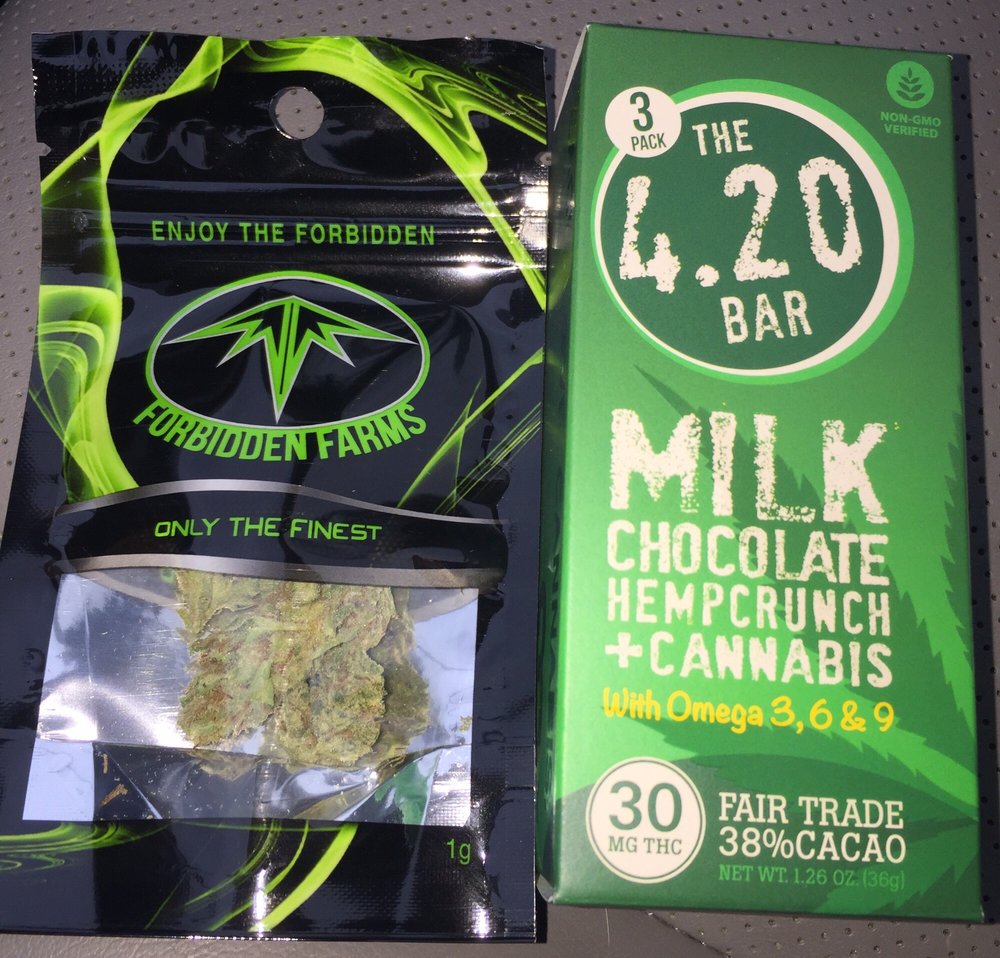 ENJOY THE FORBIDDEN
FORBIDDEN FARMS
ONLY THE FINEST
1g
3
PACK
THE
4.20
BAR
NON-GMO
VERIFIED
MILK
CHOCOLATE
HEMPCRUNCH
+CANNABIS
With Omega 3, 6 & 9
30
MG THC
FAIR TRADE
38%CACAO
NET WT. 1.26 OZ. (36g)